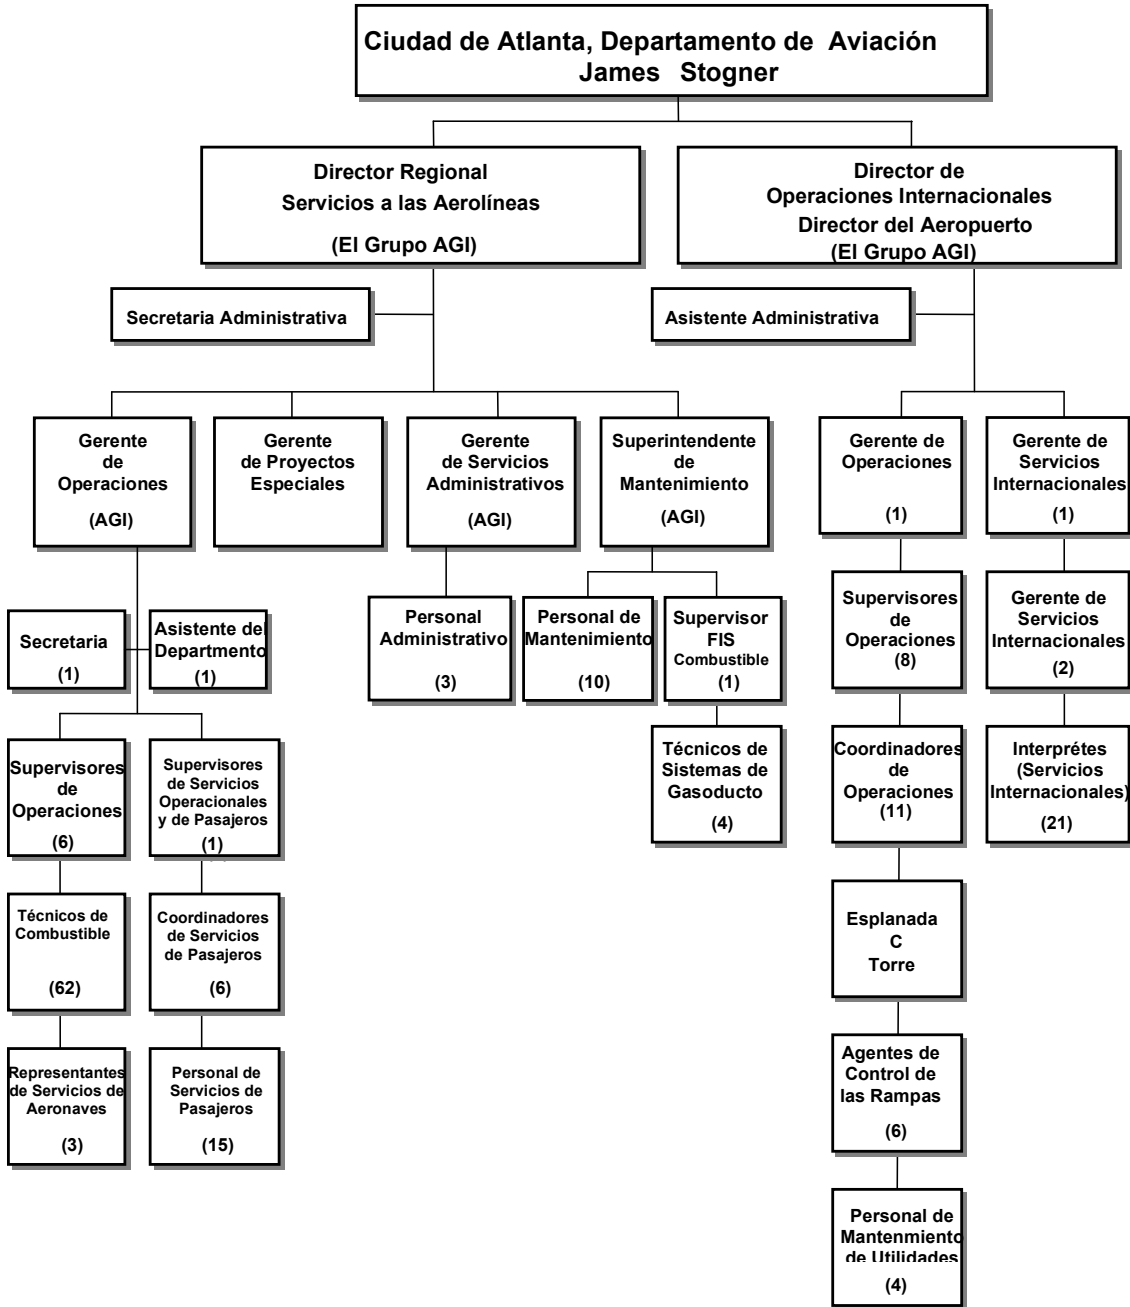 Ciudad de Atlanta, Departamento de Aviación
James Stogner
Director Regional
Servicios a las Aerolíneas
(El Grupo AGI)
Director de
Operaciones Internacionales
Director del Aeropuerto
(El Grupo AGI)
Secretaria Administrativa
Asistente Administrativa
Gerente
de
Operaciones
(AGI)
Gerente
de Proyectos
Especiales
Gerente
de Servicios
Administrativos
(AGI)
Superintendente
de
Mantenimiento
(AGI)
Gerente de
Operaciones
(1)
Gerente de
Servicios
Internacionales
(1)
Secretaria
(1)
Asistente del
Departmento
(1)
Personal
Administrativo
(3)
Personal de
Mantenimiento
(10)
Supervisor
FIS
Combustible
(1)
Supervisores
de
Operaciones
(8)
Gerente de
Servicios
Internacionales
(2)
Supervisores
de
Operaciones
(6)
Supervisores
de Servicios
Operacionales
y de Pasajeros
(1)
Técnicos de
Sistemas de
Gasoducto
(4)
Coordinadores
de
Operaciones
(11)
Interprétes
(Servicios
Internacionales)
(21)
Técnicos de
Combustible
(62)
Coordinadores
de Servicios
de Pasajeros
(6)
Esplanada
C
Torre
Representantes
de Servicios de
Aeronaves
(3)
Personal de
Servicios de
Pasajeros
(15)
Agentes de
Control de
las Rampas
(6)
Personal de
Mantenmiento
de Utilidades
(4)